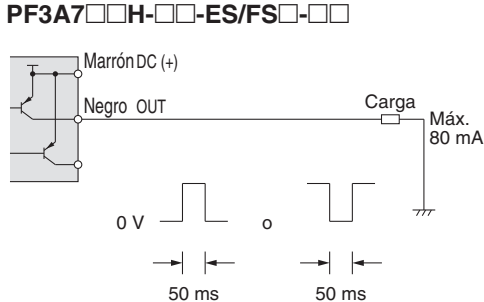 PF3A7□□H-□□-ES/FS□-□□
Marrón DC (+)
Negro OUT
Carga
Máx.
80 mA
0 V
o
50 ms
50 ms